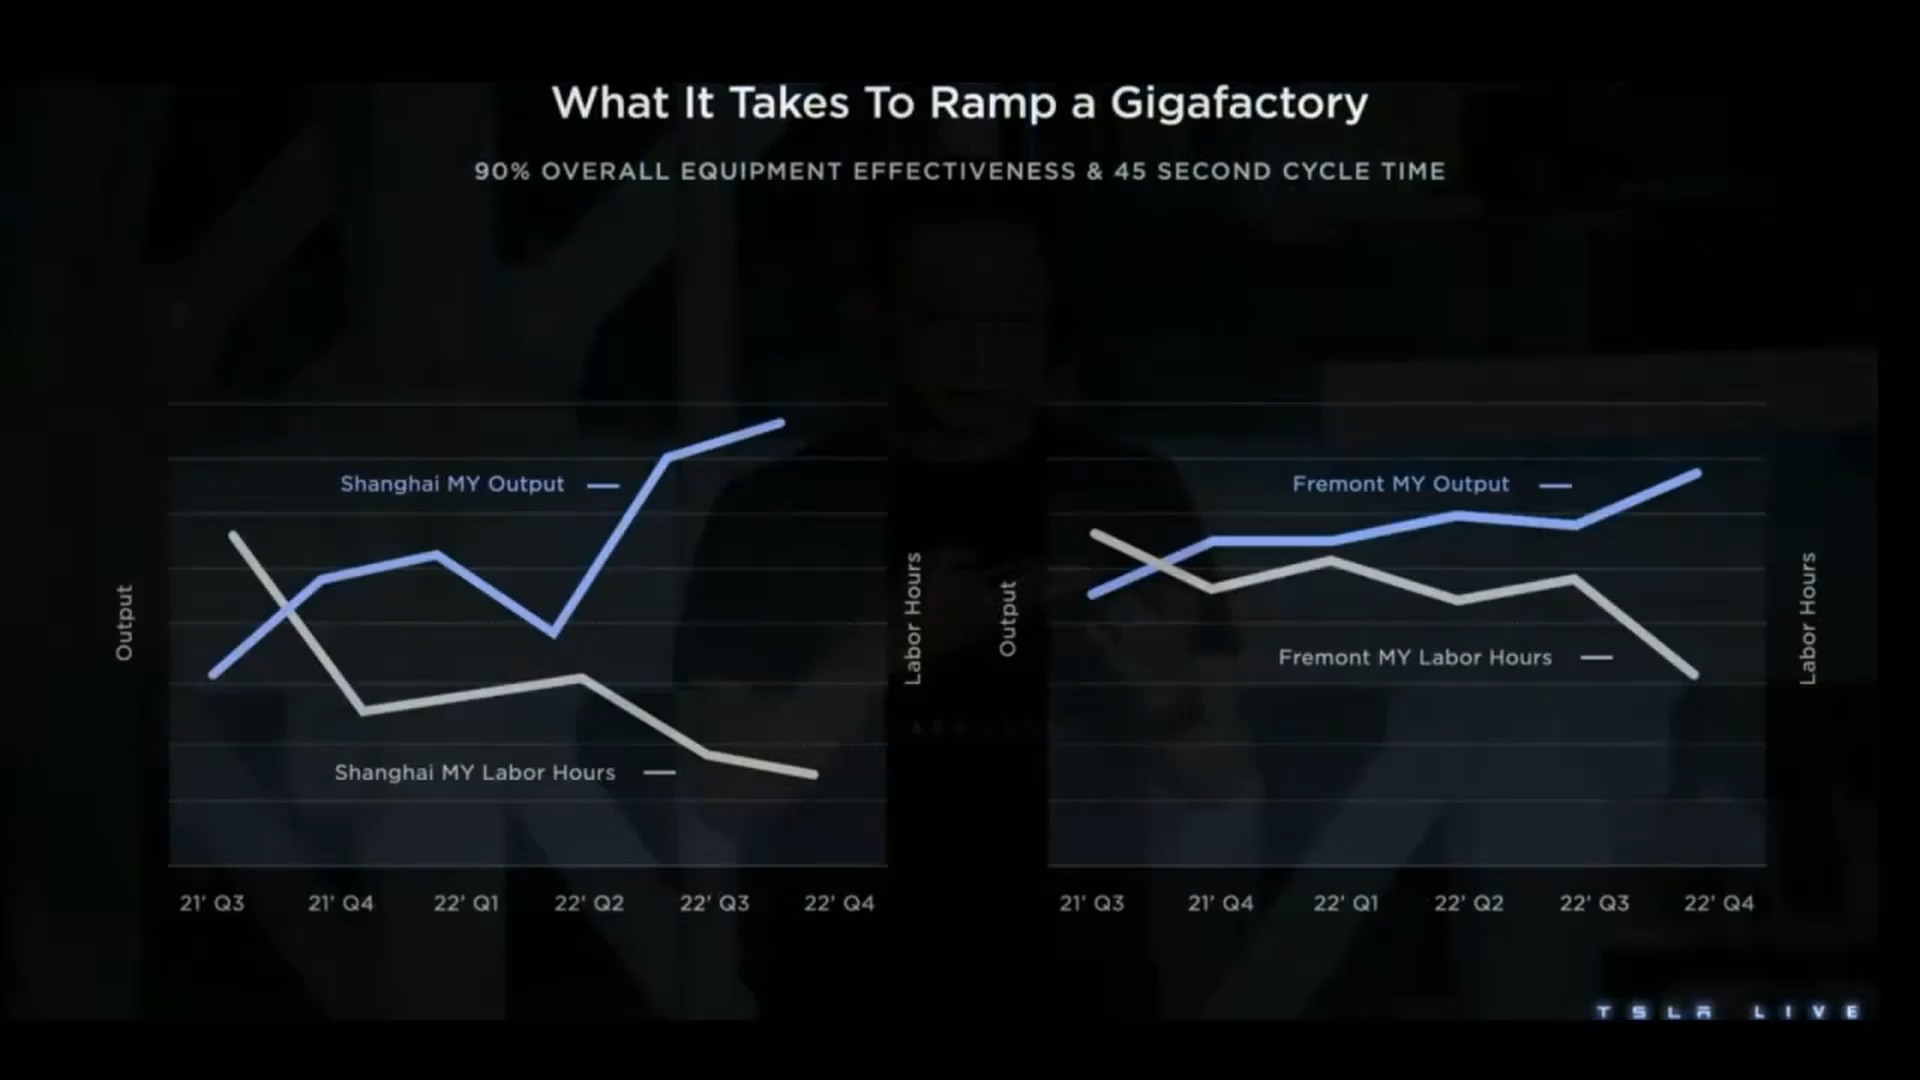 What It Takes To Ramp a Gigafactory
90% OVERALL EQUIPMENT EFFECTIVENESS & 45 SECOND CYCLE TIME
Shanghai MY Output
Shanghai MY Labor Hours
Output
Labor Hours
21' Q3 21' Q4 22' Q1 22' Q2 22' Q3 22' Q4
Fremont MY Output
Fremont MY Labor Hours
Output
Labor Hours
21' Q3 21' Q4 22' Q1 22' Q2 22' Q3 22' Q4
TSLA LIVE